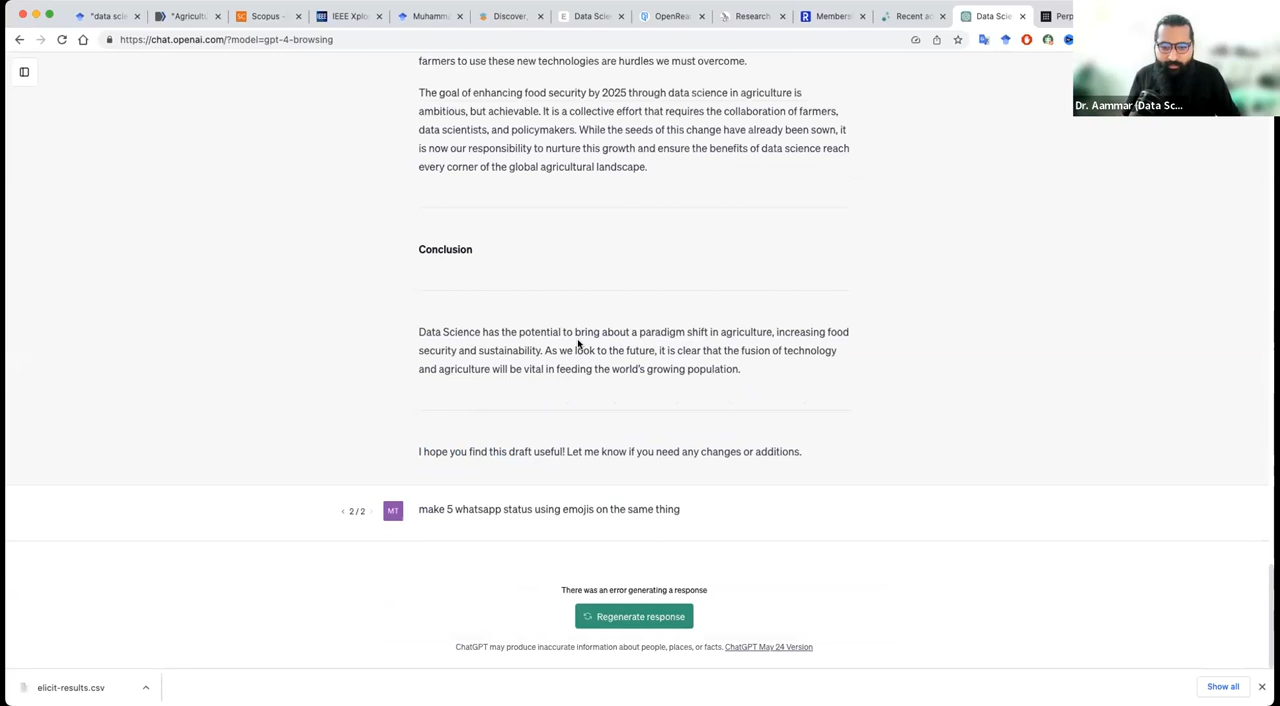 "data scie
"Agricultu
Scopus -
IEEE Xplo
Muhamma
Discover,
Data Scien
OpenRea
Research
Members
Recent ac
Data Scie
Perp
https://chat.openai.com/?model=gpt-4-browsing
Dr. Aammar (Data Sc...
farmers to use these new technologies are hurdles we must overcome.
The goal of enhancing food security by 2025 through data science in agriculture is
ambitious, but achievable. It is a collective effort that requires the collaboration of farmers,
data scientists, and policymakers. While the seeds of this change have already been sown, it
is now our responsibility to nurture this growth and ensure the benefits of data science reach
every corner of the global agricultural landscape.
Conclusion
Data Science has the potential to bring about a paradigm shift in agriculture, increasing food
security and sustainability. As we look to the future, it is clear that the fusion of technology
and agriculture will be vital in feeding the world's growing population.
I hope you find this draft useful! Let me know if you need any changes or additions.
2 / 2
MT
make 5 whatsapp status using emojis on the same thing
There was an error generating a response
Regenerate response
ChatGPT may produce inaccurate information about people, places, or facts. ChatGPT May 24 Version
elicit-results.csv
Show all